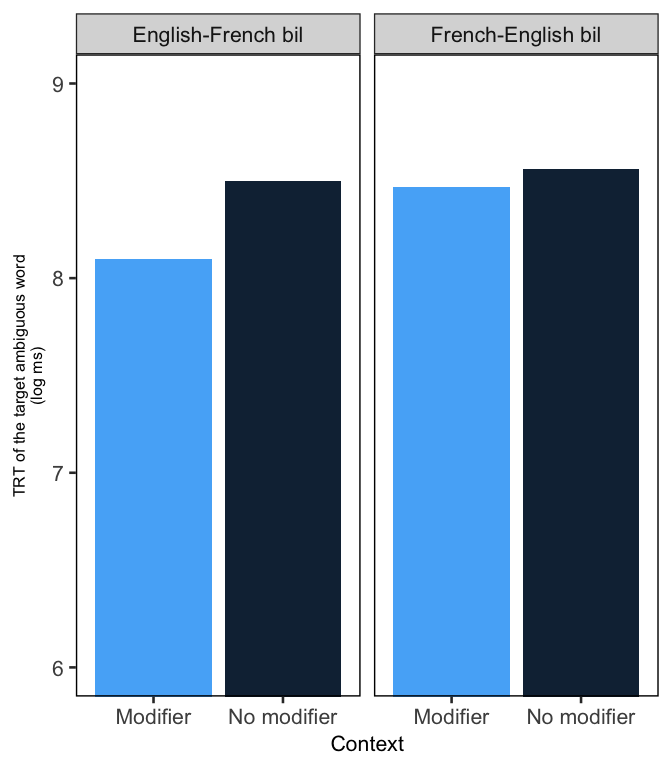 English-French bil
French-English bil
TRT of the target ambiguous word
(log ms)
9
8
7
6
Modifier
No modifier
Modifier
No modifier
Context